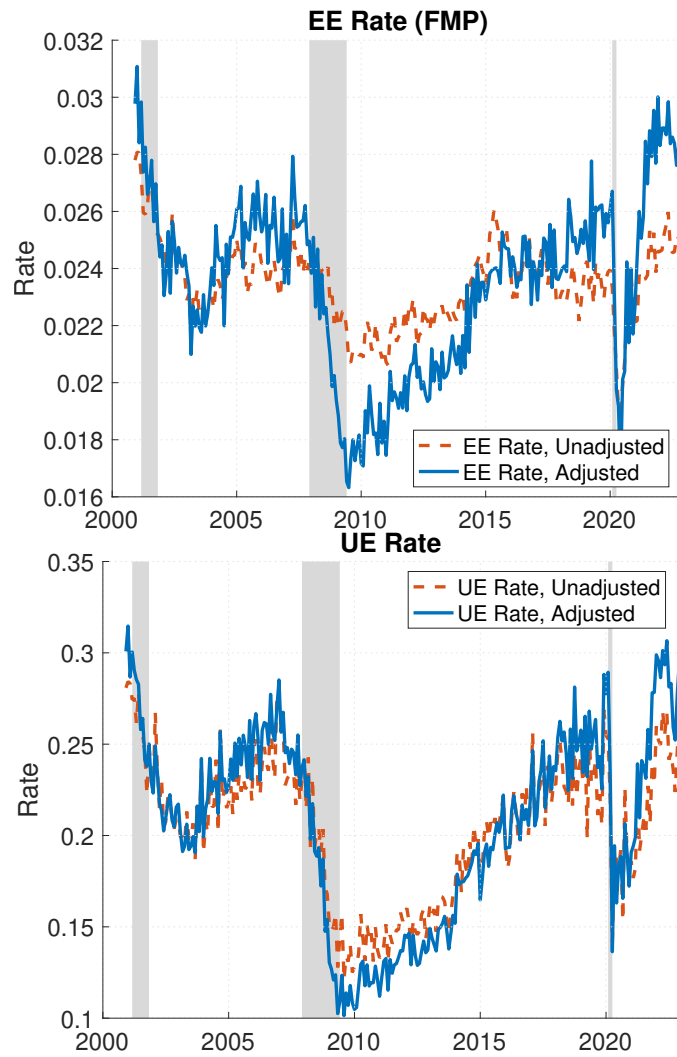 EE Rate (FMP)
0.032
0.03
0.028
0.026
0.024
0.022
0.02
0.018
0.016
Rate
EE Rate, Unadjusted
EE Rate, Adjusted
2000 2005 2010 2015 2020
UE Rate
0.35
0.3
0.25
0.2
0.15
0.1
Rate
UE Rate, Unadjusted
UE Rate, Adjusted
2000 2005 2010 2015 2020